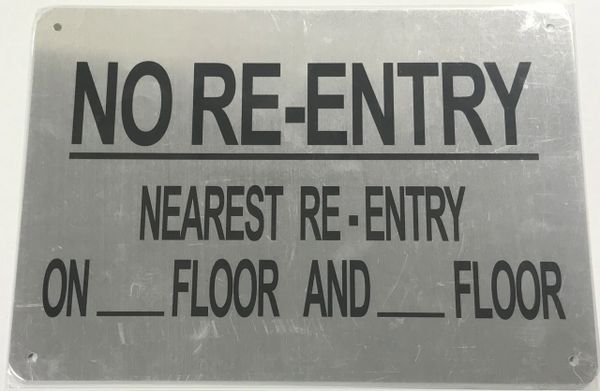 NO RE-ENTRY
NEAREST RE-ENTRY
ON ___ FLOOR AND ___ FLOOR